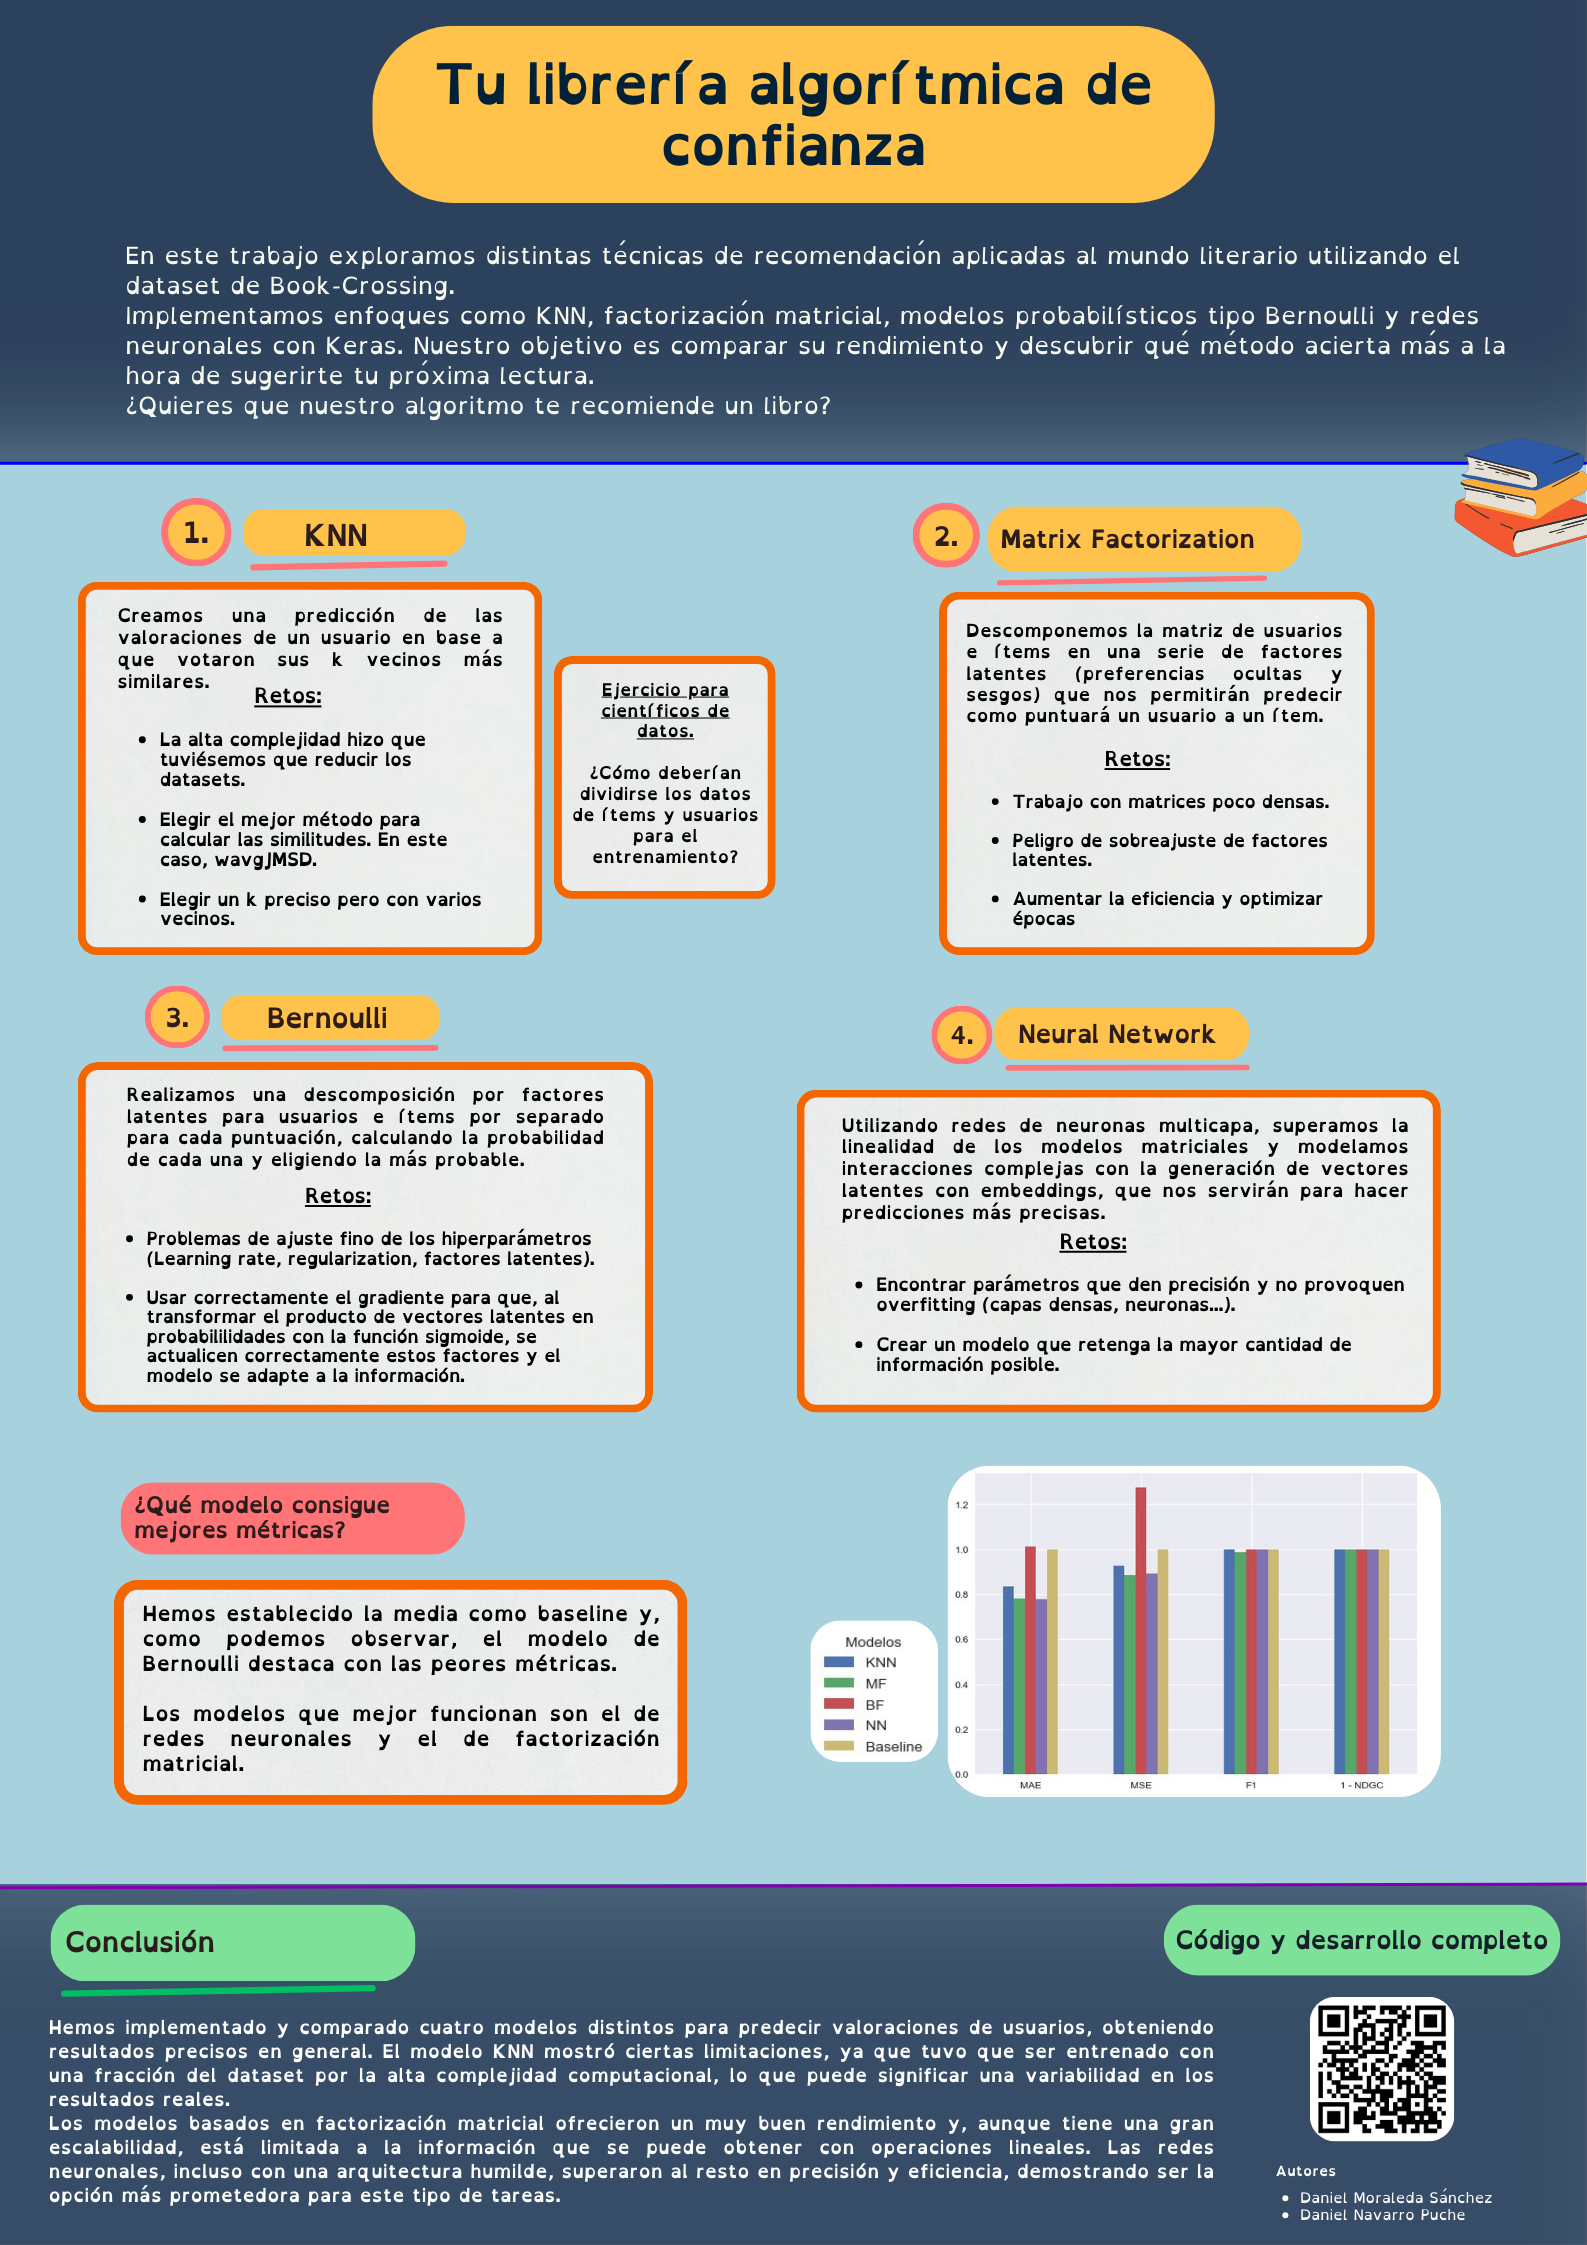 Tu librería algorítmica de
confianza
En este trabajo exploramos distintas técnicas de recomendación aplicadas al mundo literario utilizando el
dataset de Book-Crossing.
Implementamos enfoques como KNN, factorización matricial, modelos probabilísticos tipo Bernoulli y redes
neuronales con Keras. Nuestro objetivo es comparar su rendimiento y descubrir qué método acierta más a la
hora de sugerirte tu próxima lectura.
¿Quieres que nuestro algoritmo te recomiende un libro?
1.
KNN
Creamos una predicción de las
valoraciones de un usuario en base a
que votaron sus k vecinos más
similares.
Retos:
• La alta complejidad hizo que
tuviésemos que reducir los
datasets.
• Elegir el mejor método para
calcular las similitudes. En este
caso, wavgJMSD.
• Elegir un k preciso pero con varios
vecinos.
Ejercicio para
científicos de
datos.
¿Cómo deberían
dividirse los datos
de ítems y usuarios
para el
entrenamiento?
2.
Matrix Factorization
Descomponemos la matriz de usuarios
e ítems en una serie de factores
latentes (preferencias ocultas y
sesgos) que nos permitirán predecir
como puntuará un usuario a un ítem.
Retos:
• Trabajo con matrices poco densas.
• Peligro de sobreajuste de factores
latentes.
• Aumentar la eficiencia y optimizar
épocas
3.
Bernoulli
Realizamos una descomposición por factores
latentes para usuarios e ítems por separado
para cada puntuación, calculando la probabilidad
de cada una y eligiendo la más probable.
Retos:
• Problemas de ajuste fino de los hiperparámetros
(Learning rate, regularization, factores latentes).
• Usar correctamente el gradiente para que, al
transformar el producto de vectores latentes en
probabililidades con la función sigmoide, se
actualicen correctamente estos factores y el
modelo se adapte a la información.
4.
Neural Network
Utilizando redes de neuronas multicapa, superamos la
linealidad de los modelos matriciales y modelamos
interacciones complejas con la generación de vectores
latentes con embeddings, que nos servirán para hacer
predicciones más precisas.
Retos:
• Encontrar parámetros que den precisión y no provoquen
overfitting (capas densas, neuronas...).
• Crear un modelo que retenga la mayor cantidad de
información posible.
¿Qué modelo consigue
mejores métricas?
Hemos establecido la media como baseline y,
como podemos observar, el modelo de
Bernoulli destaca con las peores métricas.
Los modelos que mejor funcionan son el de
redes neuronales y el de factorización
matricial.
Modelos
KNN
MF
BF
NN
Baseline
1.2
1.0
0.8
0.6
0.4
0.2
0.0
MAE MSE F1 1 - NDGC
Conclusión
Hemos implementado y comparado cuatro modelos distintos para predecir valoraciones de usuarios, obteniendo
resultados precisos en general. El modelo KNN mostró ciertas limitaciones, ya que tuvo que ser entrenado con
una fracción del dataset por la alta complejidad computacional, lo que puede significar una variabilidad en los
resultados reales.
Los modelos basados en factorización matricial ofrecieron un muy buen rendimiento y, aunque tiene una gran
escalabilidad, está limitada a la información que se puede obtener con operaciones lineales. Las redes
neuronales, incluso con una arquitectura humilde, superaron al resto en precisión y eficiencia, demostrando ser la
opción más prometedora para este tipo de tareas.
Código y desarrollo completo
Autores
• Daniel Moraleda Sánchez
• Daniel Navarro Puche